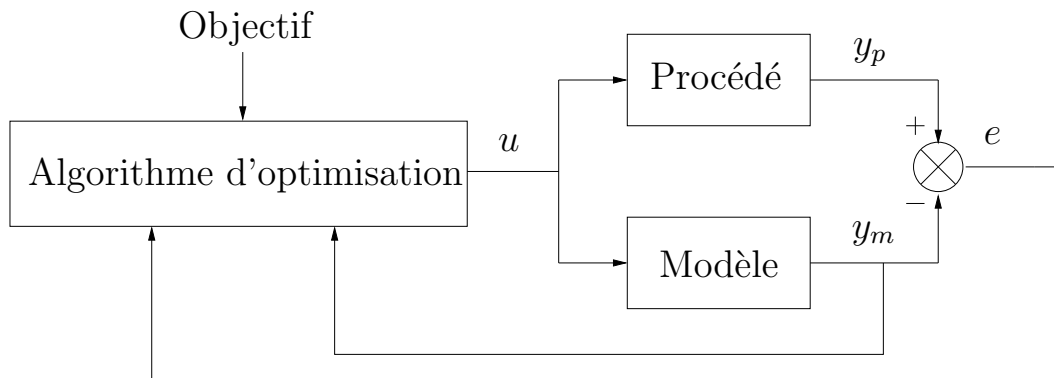 Objectif
Algorithme d'optimisation
u
Procédé
y_p
+
e
−
y_m
Modèle